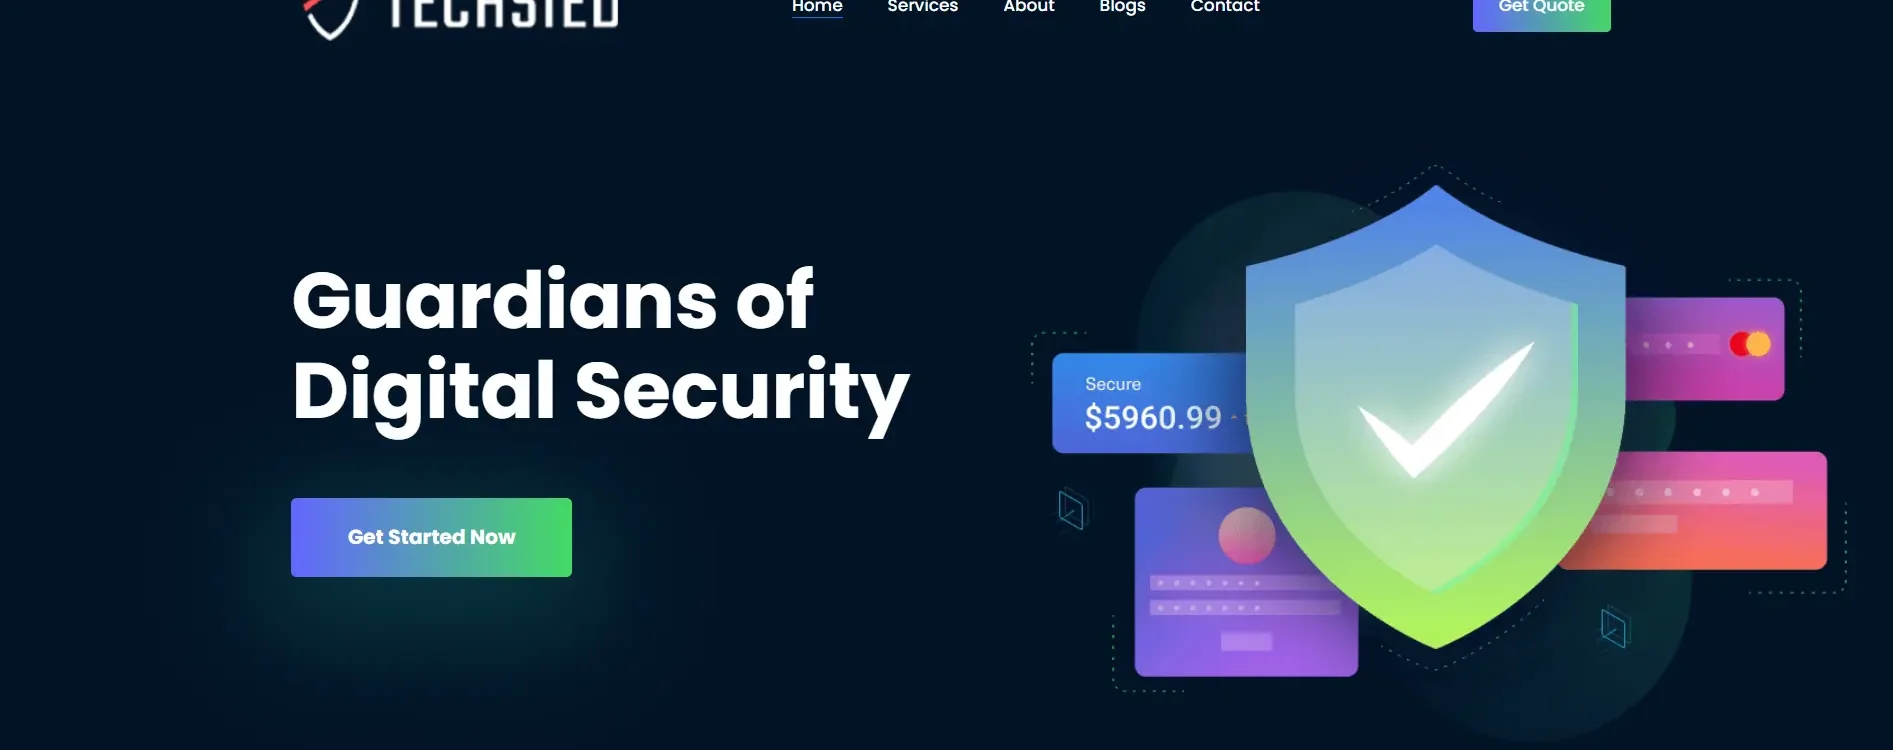 TECHSIED
Home Services About Blogs Contact
Get Quote
Guardians of
Digital Security
Get Started Now
Secure
$5960.99